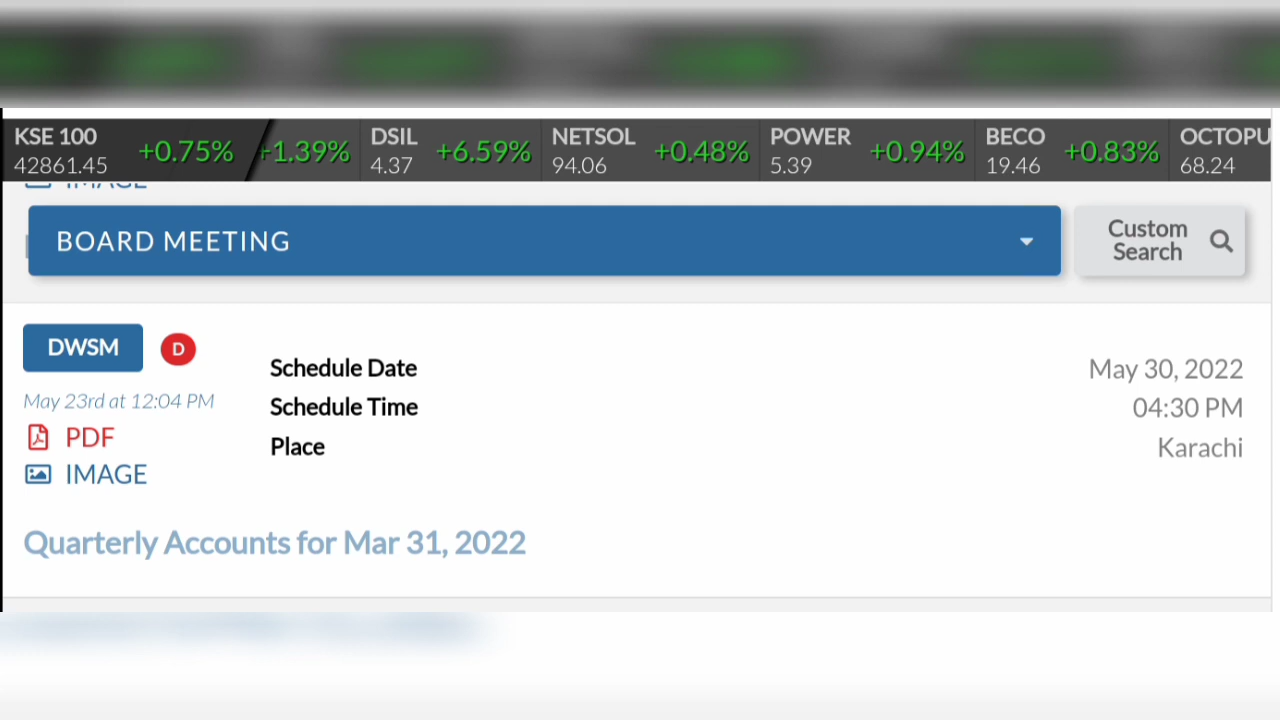 KSE 100 +0.75% +1.39% DSIL +6.59% NETSOL +0.48% POWER +0.94% BECO +0.83% OCTOPU
42861.45 4.37 94.06 5.39 19.46 68.24
IMAGE
BOARD MEETING
Custom
Search
DWSM D
May 23rd at 12:04 PM
PDF
IMAGE
Schedule Date May 30, 2022
Schedule Time 04:30 PM
Place Karachi
Quarterly Accounts for Mar 31, 2022